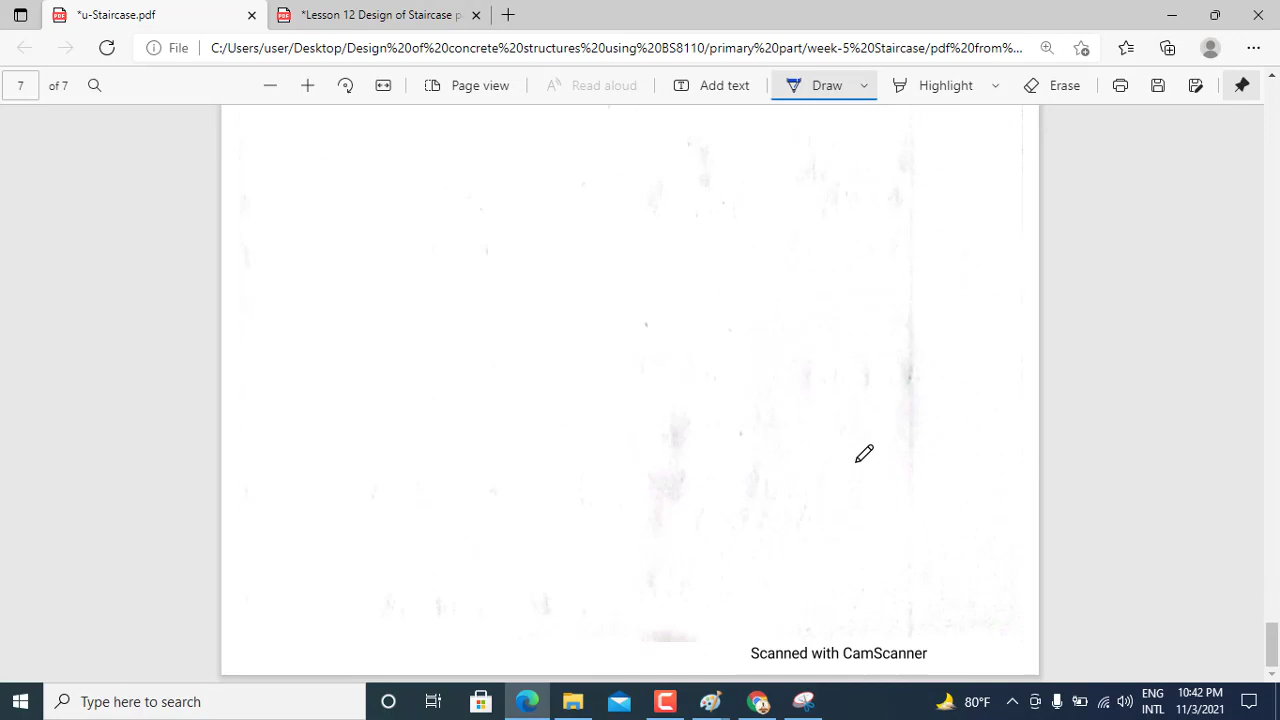 *u-Staircase.pdf
*Lesson 12 Design of Staircase p
File
C:/Users/user/Desktop/Design%20of%20concrete%20structures%20using%20BS8110/primary%20part/week-5%20Staircase/pdf%20from%...
7 of 7
Page view
Read aloud
Add text
Draw
Highlight
Erase
Scanned with CamScanner
Type here to search
80°F
ENG
INTL
10:42 PM
11/3/2021